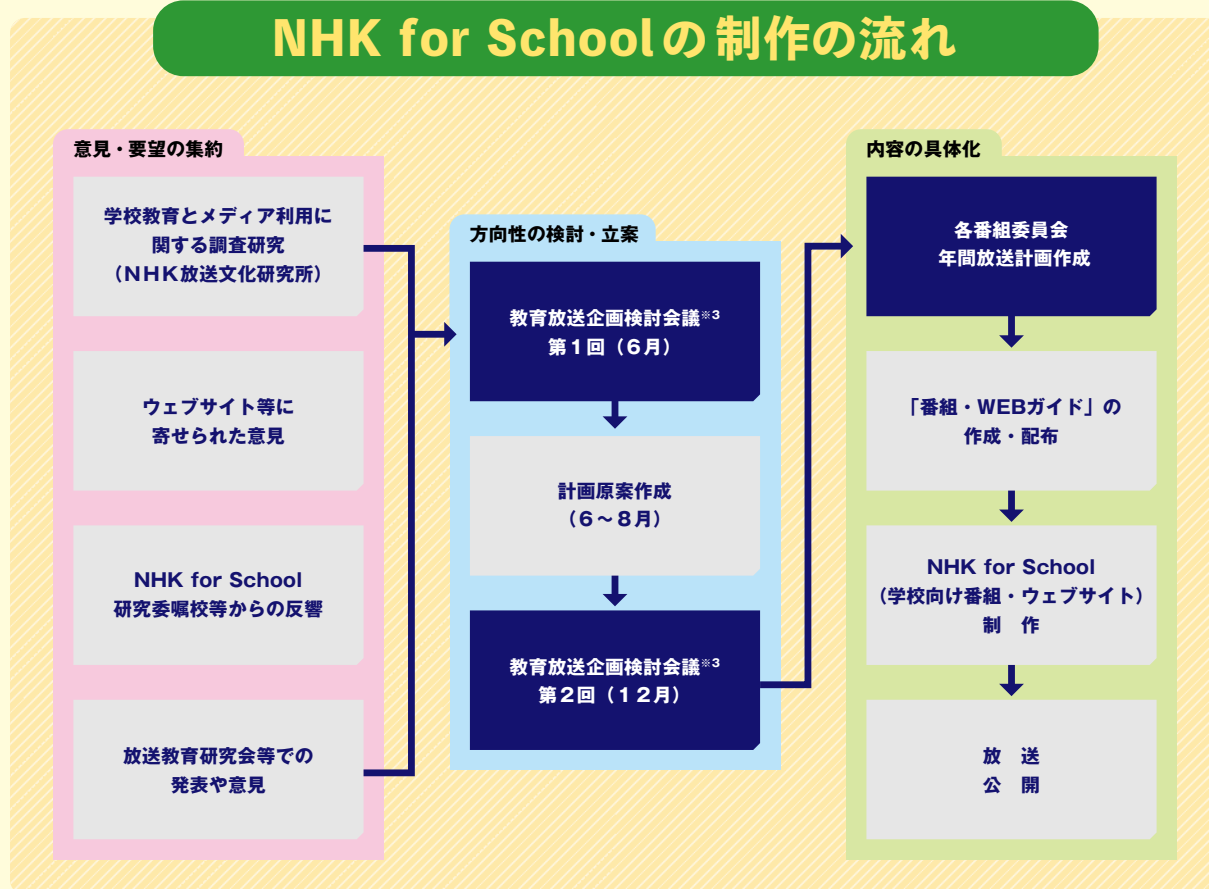 NHK for Schoolの制作の流れ
意見・要望の集約
学校教育とメディア利用に
関する調査研究
（NHK放送文化研究所）
ウェブサイト等に
寄せられた意見
NHK for School
研究委嘱校等からの反響
放送教育研究会等での
発表や意見
方向性の検討・立案
教育放送企画検討会議※3
第1回（6月）
計画原案作成
（6～8月）
教育放送企画検討会議※3
第2回（12月）
内容の具体化
各番組委員会
年間放送計画作成
「番組・WEBガイド」の
作成・配布
NHK for School
（学校向け番組・ウェブサイト）
制　作
放　送
公　開